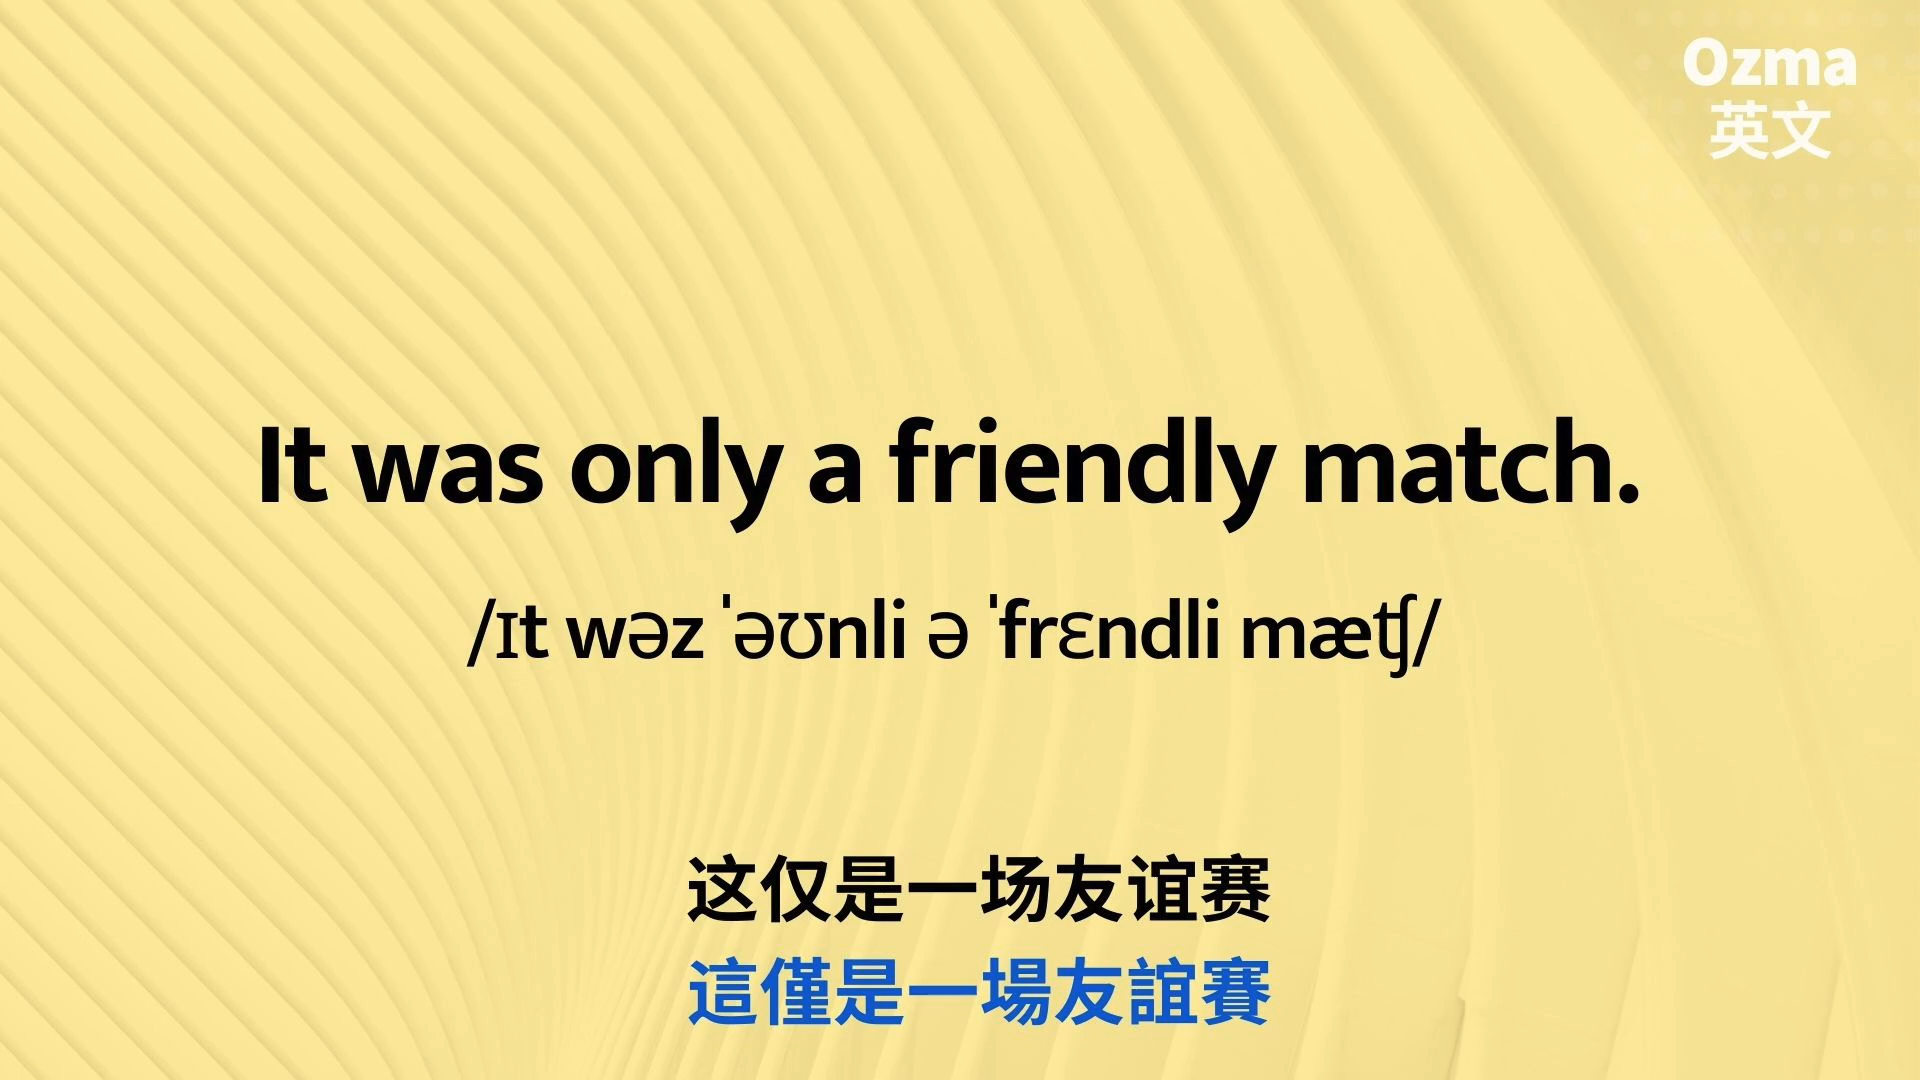 Ozma
英文
It was only a friendly match.
/ɪt wəz ˈəʊnli ə ˈfrɛndli mæʧ/
这仅是一场友谊赛
這僅是一場友誼賽